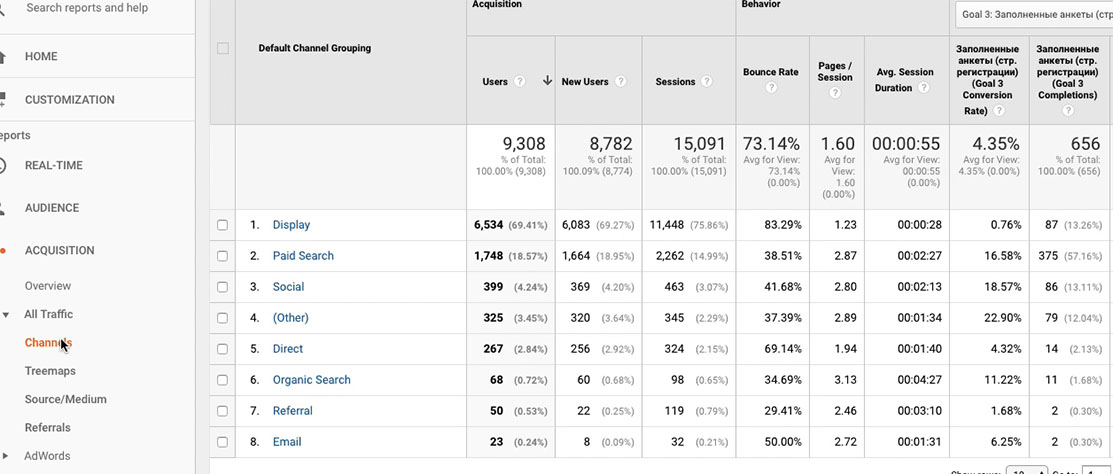 Search reports and help
HOME
CUSTOMIZATION
eports
REAL-TIME
AUDIENCE
ACQUISITION
Overview
All Traffic
Channels
Treemaps
Source/Medium
Referrals
AdWords
Acquisition
Behavior
Goal 3: Заполненные анкеты (стр
Default Channel Grouping
Users ?
New Users ?
Sessions ?
Bounce Rate
?
Pages /
Session
?
Avg. Session
Duration ?
Заполненные
анкеты (стр.
регистрации)
(Goal 3
Conversion
Rate) ?
Заполненные
анкеты (стр.
регистрации)
(Goal 3
Completions)
?
9,308
% of Total:
100.00% (9,308)
8,782
% of Total:
100.09% (8,774)
15,091
% of Total:
100.00% (15,091)
73.14%
Avg for View:
73.14%
(0.00%)
1.60
Avg for
View:
1.60
(0.00%)
00:00:55
Avg for View:
00:00:55
(0.00%)
4.35%
Avg for View:
4.35% (0.00%)
656
% of Total:
100.00% (656)
1. Display 6,534 (69.41%) 6,083 (69.27%) 11,448 (75.86%) 83.29% 1.23 00:00:28 0.76% 87 (13.26%)
2. Paid Search 1,748 (18.57%) 1,664 (18.95%) 2,262 (14.99%) 38.51% 2.87 00:02:27 16.58% 375 (57.16%)
3. Social 399 (4.24%) 369 (4.20%) 463 (3.07%) 41.68% 2.80 00:02:13 18.57% 86 (13.11%)
4. (Other) 325 (3.45%) 320 (3.64%) 345 (2.29%) 37.39% 2.89 00:01:34 22.90% 79 (12.04%)
5. Direct 267 (2.84%) 256 (2.92%) 324 (2.15%) 69.14% 1.94 00:01:40 4.32% 14 (2.13%)
6. Organic Search 68 (0.72%) 60 (0.68%) 98 (0.65%) 34.69% 3.13 00:04:27 11.22% 11 (1.68%)
7. Referral 50 (0.53%) 22 (0.25%) 119 (0.79%) 29.41% 2.46 00:03:10 1.68% 2 (0.30%)
8. Email 23 (0.24%) 8 (0.09%) 32 (0.21%) 50.00% 2.72 00:01:31 6.25% 2 (0.30%)